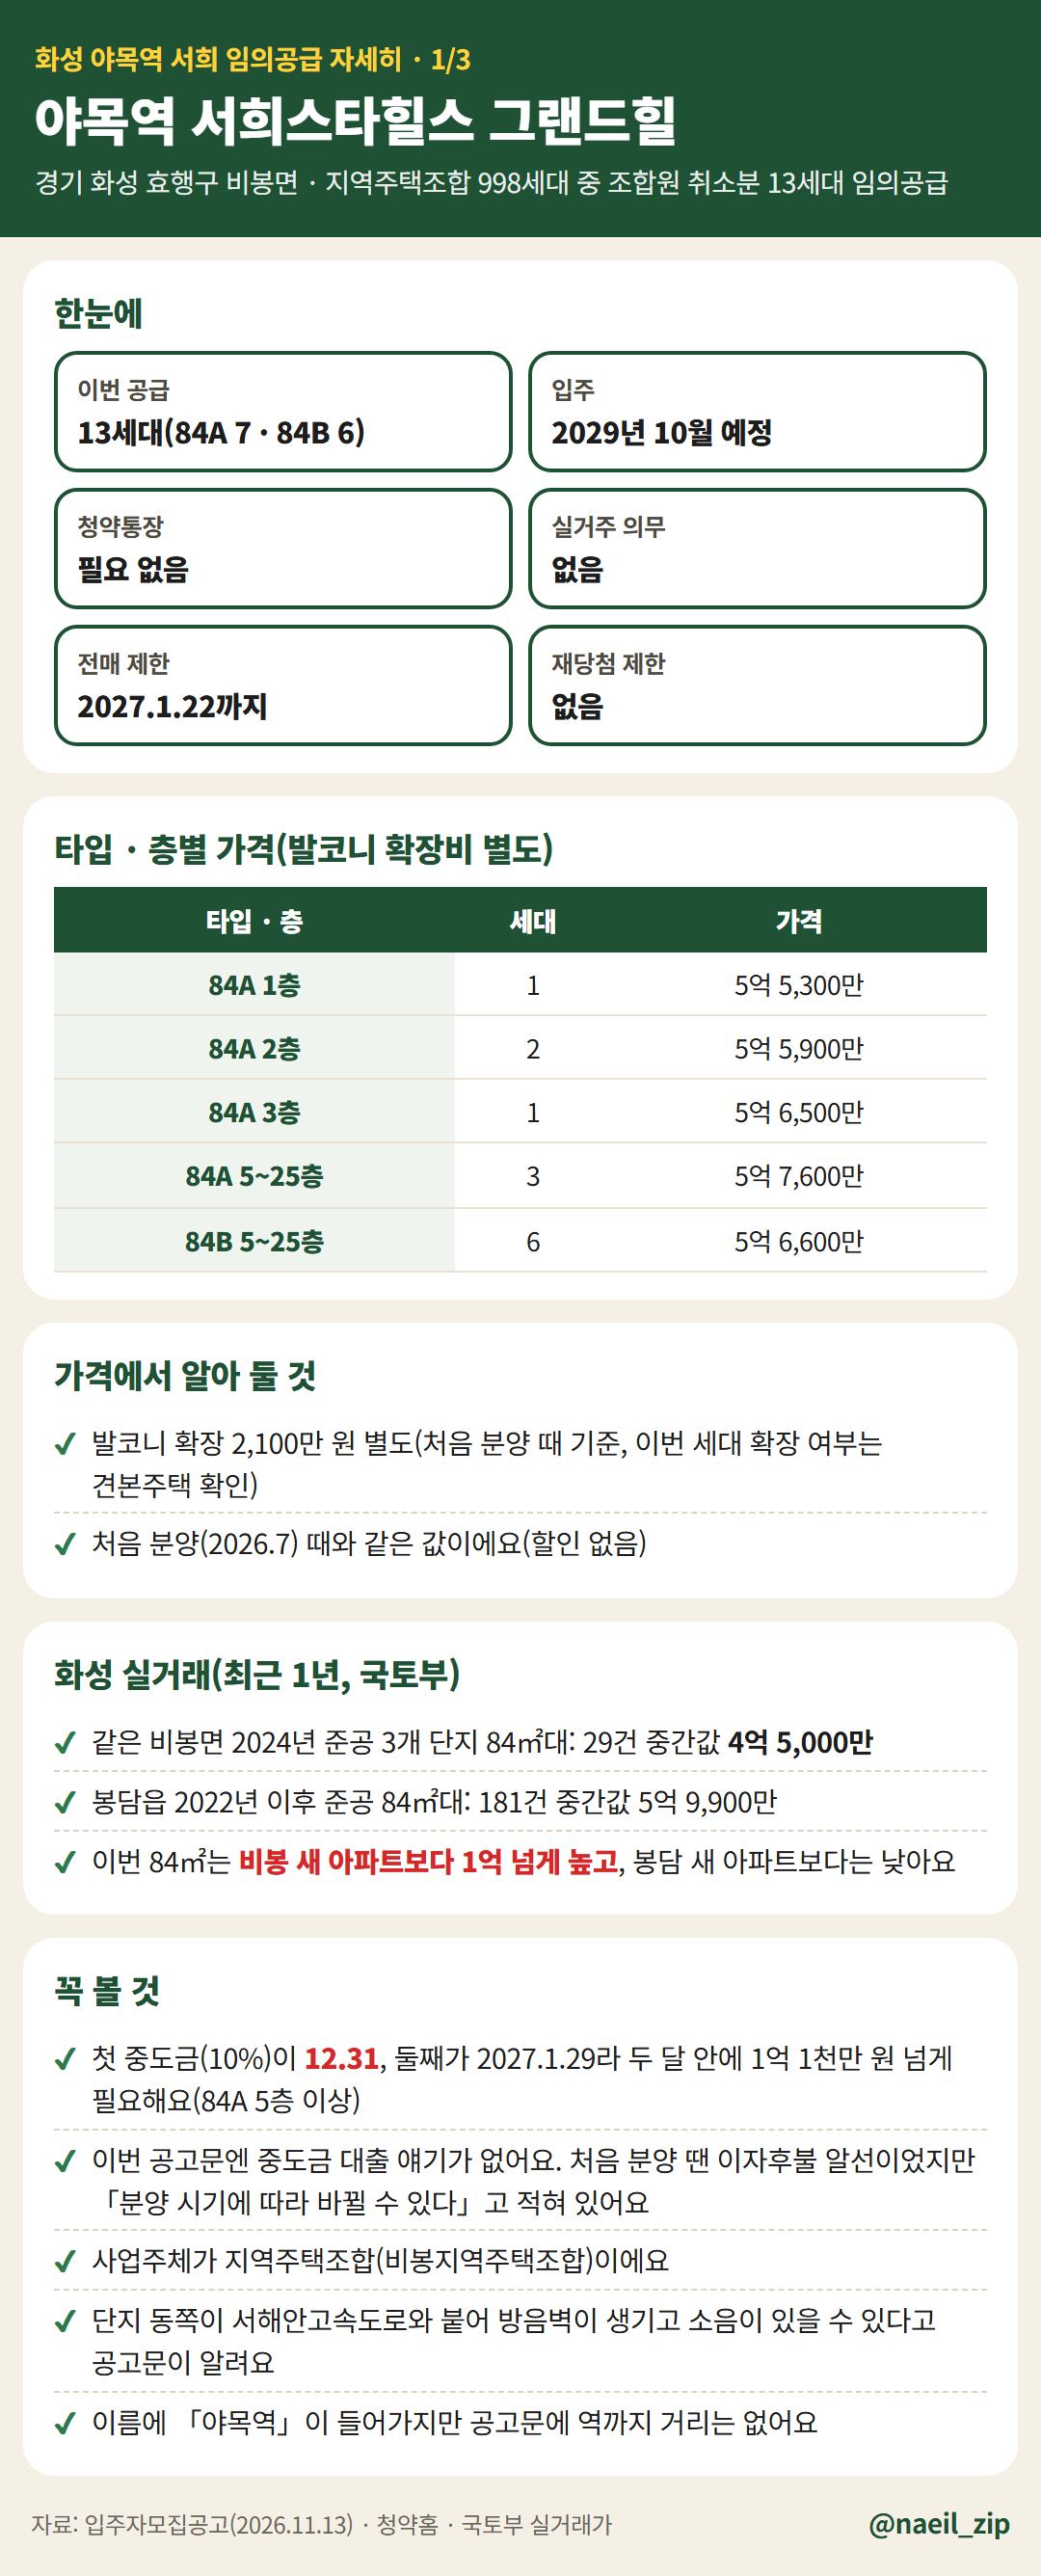 화성 야목역 서희 임의공급 자세히 · 1/3
야목역 서희스타힐스 그랜드힐
경기 화성 효행구 비봉면 · 지역주택조합 998세대 중 조합원 취소분 13세대 임의공급
한눈에
이번 공급
13세대(84A 7 · 84B 6)
입주
2029년 10월 예정
청약통장
필요 없음
실거주 의무
없음
전매 제한
2027.1.22까지
재당첨 제한
없음
타입 · 층별 가격(발코니 확장비 별도)
타입 · 층 세대 가격
84A 1층 1 5억 5,300만
84A 2층 2 5억 5,900만
84A 3층 1 5억 6,500만
84A 5~25층 3 5억 7,600만
84B 5~25층 6 5억 6,600만
가격에서 알아 둘 것
✔ 발코니 확장 2,100만 원 별도(처음 분양 때 기준, 이번 세대 확장 여부는
견본주택 확인)
✔ 처음 분양(2026.7) 때와 같은 값이에요(할인 없음)
화성 실거래(최근 1년, 국토부)
✔ 같은 비봉면 2024년 준공 3개 단지 84㎡대: 29건 중간값 4억 5,000만
✔ 봉담읍 2022년 이후 준공 84㎡대: 181건 중간값 5억 9,900만
✔ 이번 84㎡는 비봉 새 아파트보다 1억 넘게 높고, 봉담 새 아파트보다는 낮아요
꼭 볼 것
✔ 첫 중도금(10%)이 12.31, 둘째가 2027.1.29라 두 달 안에 1억 1천만 원 넘게
필요해요(84A 5층 이상)
✔ 이번 공고문엔 중도금 대출 얘기가 없어요. 처음 분양 땐 이자후불 알선이었지만
「분양 시기에 따라 바뀔 수 있다」고 적혀 있어요
✔ 사업주체가 지역주택조합(비봉지역주택조합)이에요
✔ 단지 동쪽이 서해안고속도로와 붙어 방음벽이 생기고 소음이 있을 수 있다고
공고문이 알려요
✔ 이름에 「야목역」이 들어가지만 공고문에 역까지 거리는 없어요
자료: 입주자모집공고(2026.11.13) · 청약홈 · 국토부 실거래가
@naeil_zip